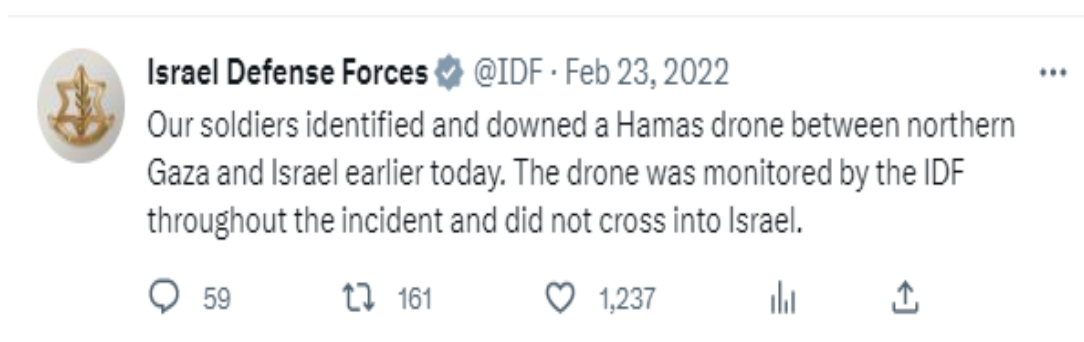 Israel Defense Forces @IDF · Feb 23, 2022
Our soldiers identified and downed a Hamas drone between northern
Gaza and Israel earlier today. The drone was monitored by the IDF
throughout the incident and did not cross into Israel.
59 161 1,237